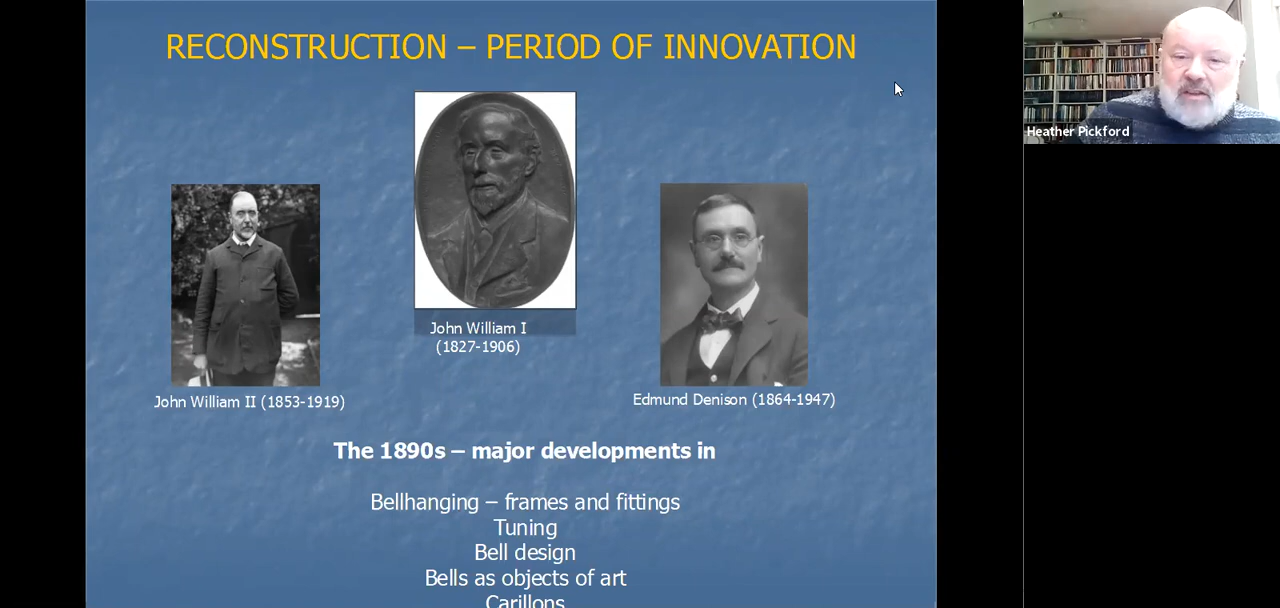 RECONSTRUCTION – PERIOD OF INNOVATION
Heather Pickford
John William I
(1827-1906)
John William II (1853-1919)
Edmund Denison (1864-1947)
The 1890s – major developments in
Bellhanging – frames and fittings
Tuning
Bell design
Bells as objects of art
Carillons